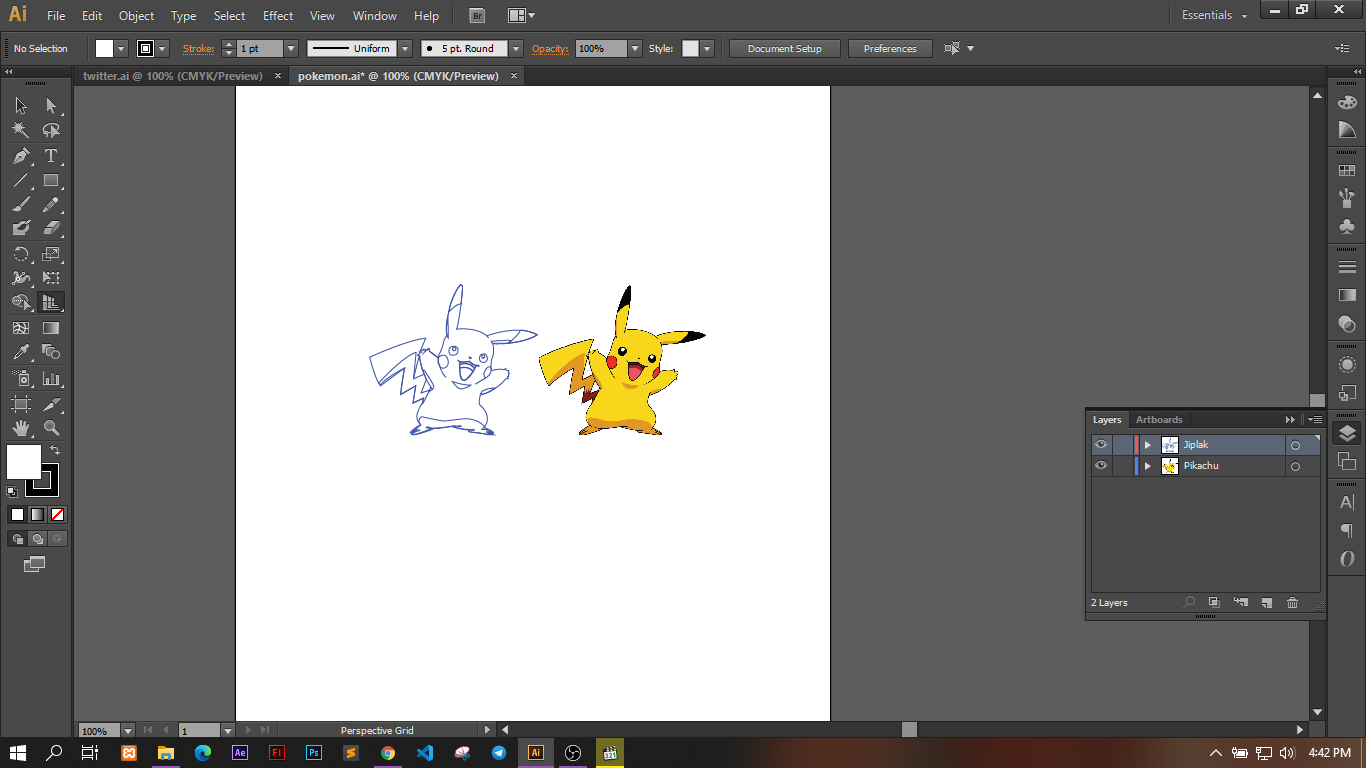 Ai File Edit Object Type Select Effect View Window Help Br Essentials
No Selection Stroke: 1 pt Uniform 5 pt. Round Opacity: 100% Style: Document Setup Preferences
twitter.ai @ 100% (CMYK/Preview) × pokemon.ai* @ 100% (CMYK/Preview) ×
Layers Artboards
Jiplak
Pikachu
2 Layers
100% 1 Perspective Grid
Ae Fl Ps Ai 4:42 PM